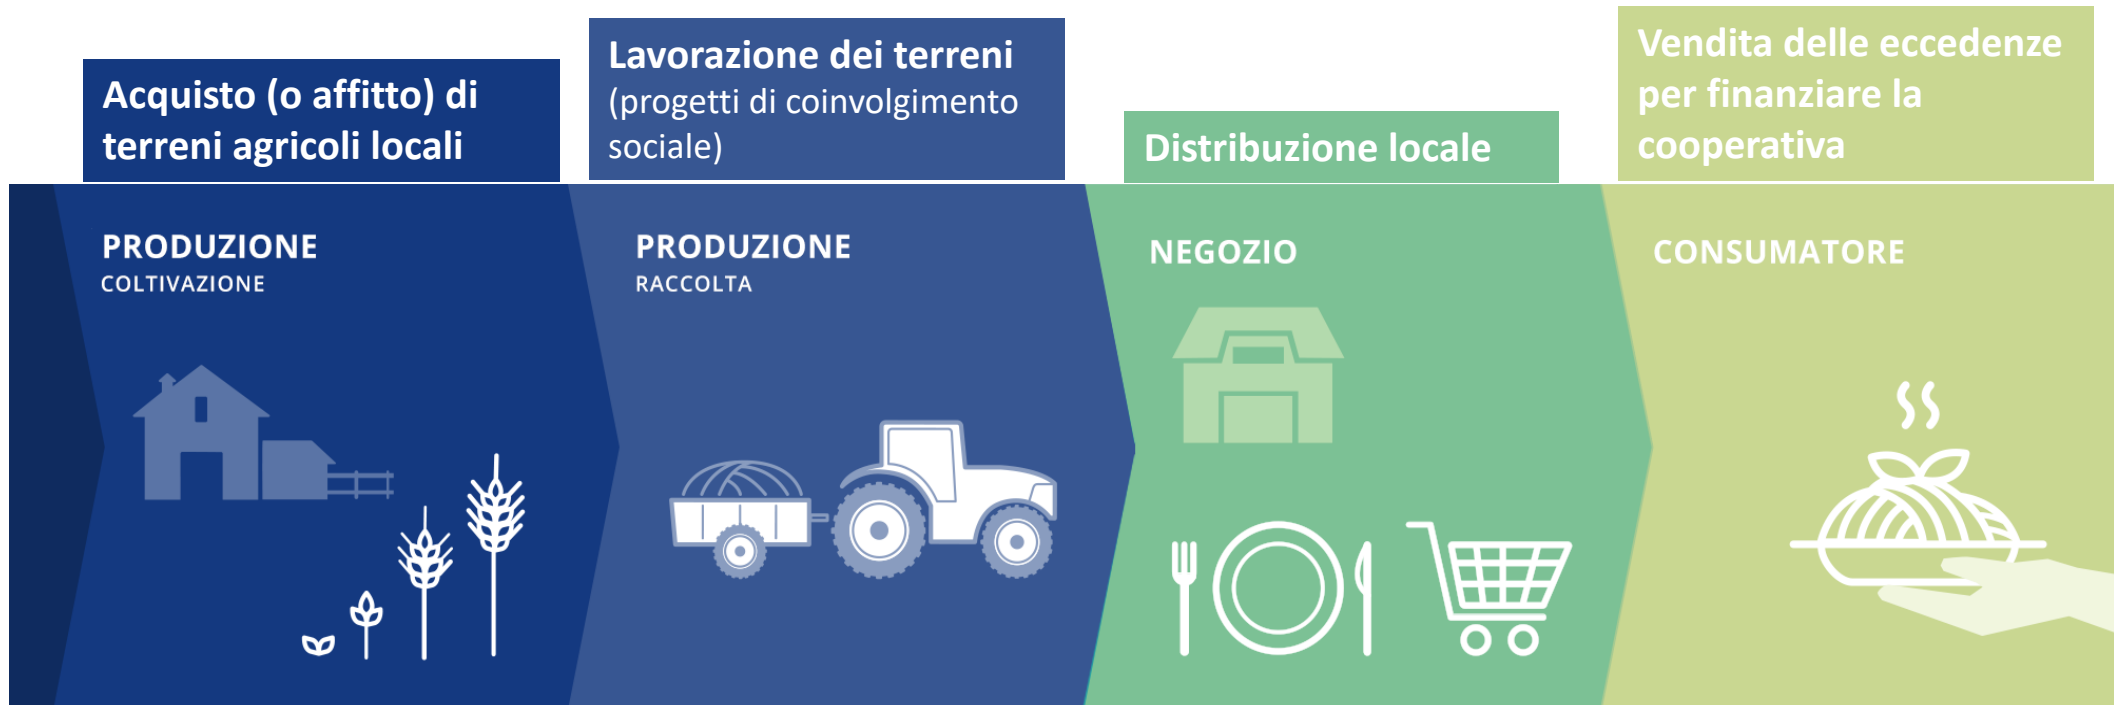 Acquisto (o affitto) di
terreni agricoli locali
Lavorazione dei terreni
(progetti di coinvolgimento
sociale)
Distribuzione locale
Vendita delle eccedenze
per finanziare la
cooperativa
PRODUZIONE
COLTIVAZIONE
PRODUZIONE
RACCOLTA
NEGOZIO
CONSUMATORE